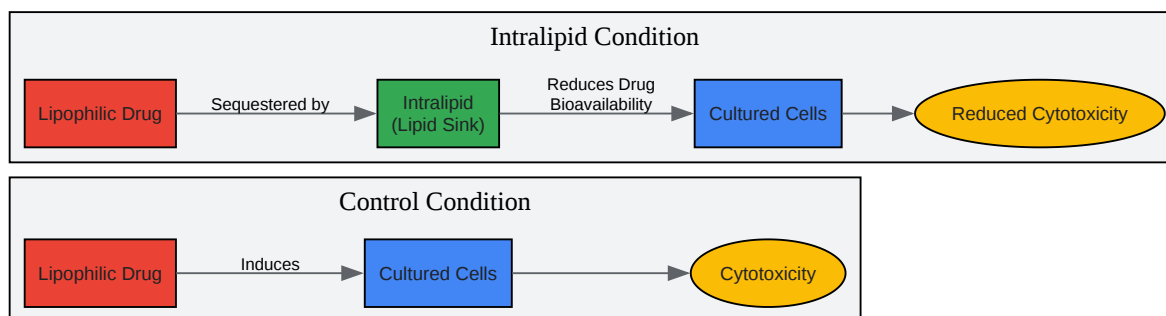 Intralipid Condition
Lipophilic Drug
Sequestered by
Intralipid
(Lipid Sink)
Reduces Drug
Bioavailability
Cultured Cells
Reduced Cytotoxicity
Control Condition
Lipophilic Drug
Induces
Cultured Cells
Cytotoxicity